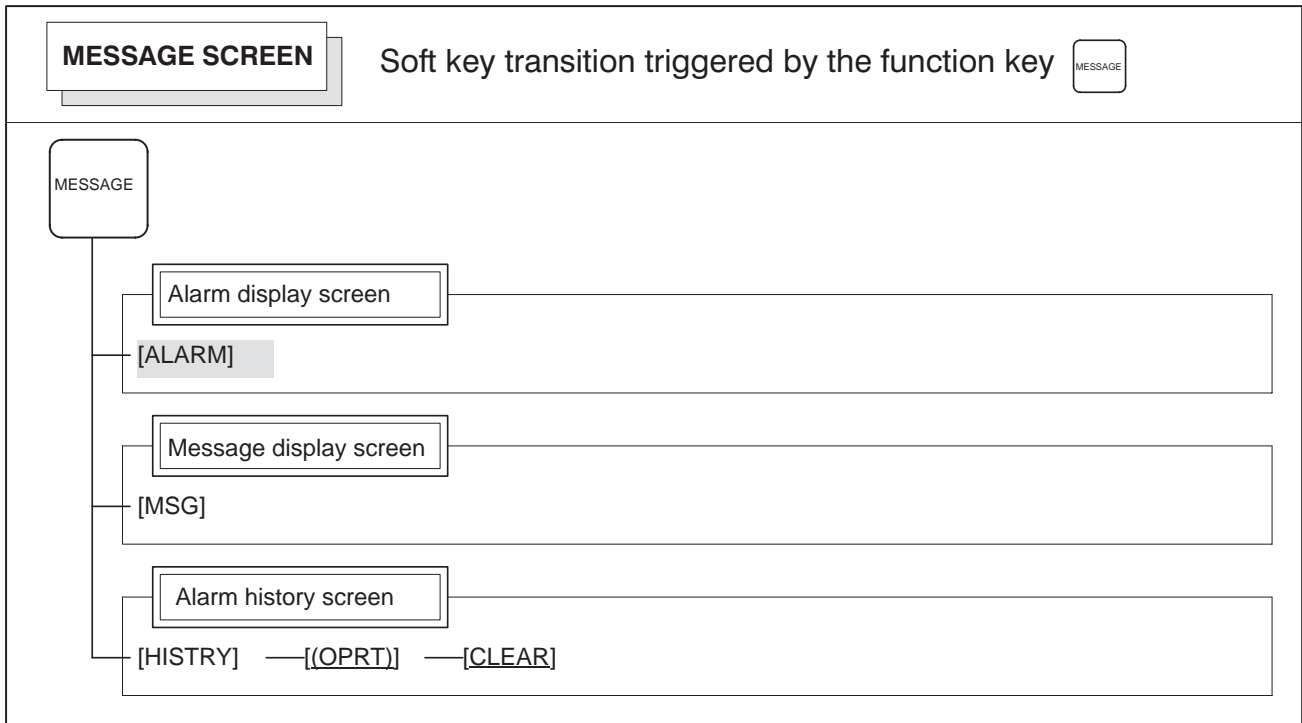 MESSAGE SCREEN
Soft key transition triggered by the function key MESSAGE
MESSAGE
Alarm display screen
[ALARM]
Message display screen
[MSG]
Alarm history screen
[HISTRY] [(OPRT)] [CLEAR]